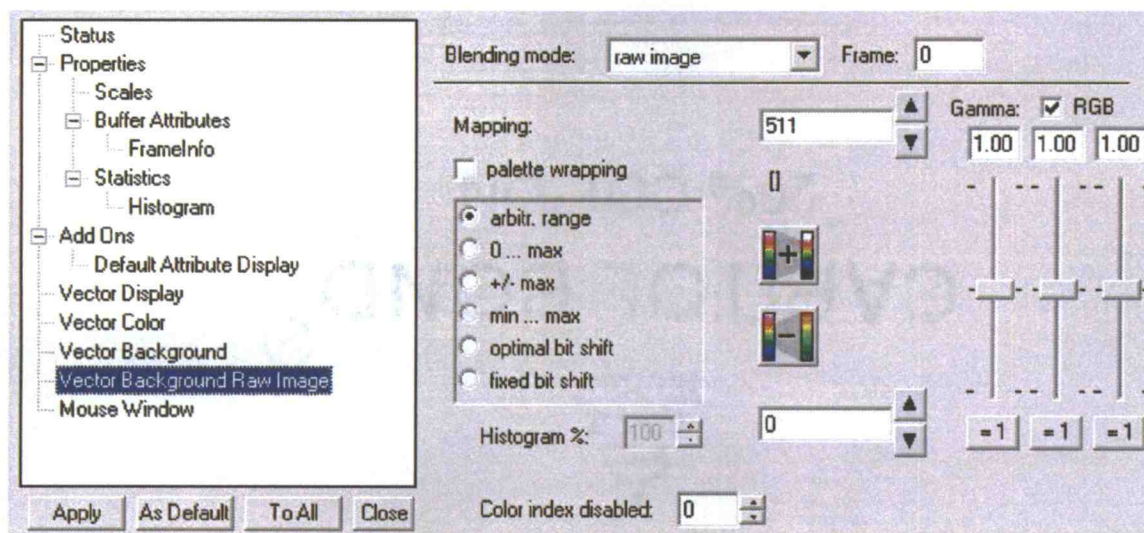 Status
Properties
Scales
Buffer Attributes
FrameInfo
Statistics
Histogram
Add Ons
Default Attribute Display
Vector Display
Vector Color
Vector Background
Vector Background Raw Image
Mouse Window
Apply As Default To All Close
Blending mode: raw image Frame: 0
Mapping: 511
palette wrapping
[]
arbitr. range
0 ... max
+/- max
min ... max
optimal bit shift
fixed bit shift
+
-
Histogram %: 100
0
Color index disabled: 0
Gamma: RGB
1.00 1.00 1.00
=1 =1 =1